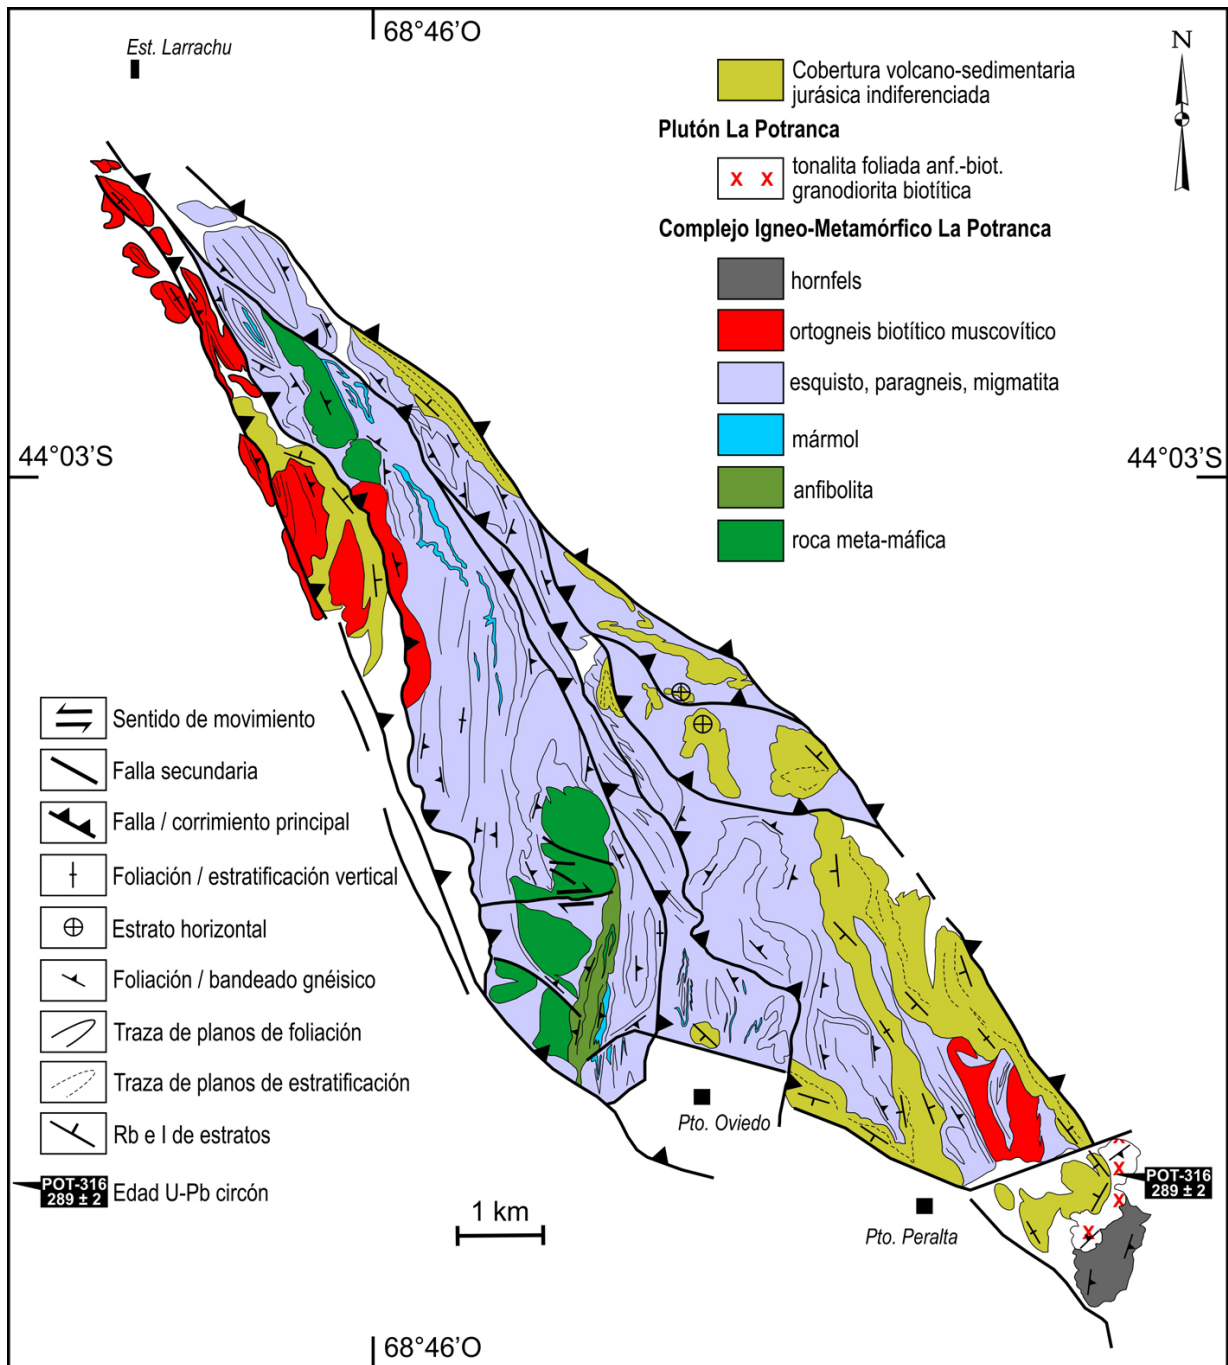 68°46’O
Est. Larrachu
N
Cobertura volcano-sedimentaria
jurásica indiferenciada
Plutón La Potranca
X X
tonalita foliada anf.-biot.
granodiorita biotítica
Complejo Igneo-Metamórfico La Potranca
hornfels
ortogneis biotítico muscovítico
esquisto, paragneis, migmatita
mármol
anfibolita
roca meta-máfica
44°03’S
44°03’S
Sentido de movimiento
Falla secundaria
Falla / corrimiento principal
Foliación / estratificación vertical
Estrato horizontal
Foliación / bandeado gnéisico
Traza de planos de foliación
Traza de planos de estratificación
Rb e I de estratos
POT-316
289 ± 2
Edad U-Pb circón
Pto. Oviedo
1 km
Pto. Peralta
X
X
X
X
POT-316
289 ± 2
68°46’O